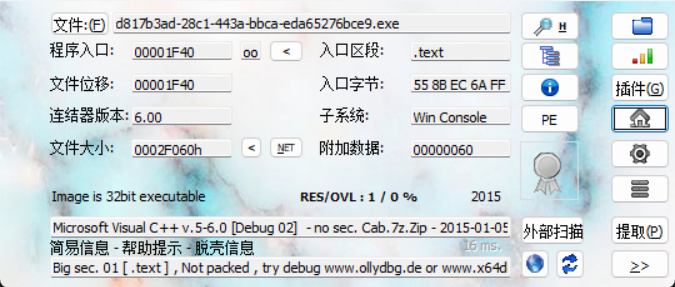 文件:(F) d817b3ad-28c1-443a-bbca-eda65276bce9.exe H
程序入口: 00001F40 oo < 入口区段: .text
文件位移: 00001F40 入口字节: 55 8B EC 6A FF
插件(G)
连结器版本: 6.00 子系统: Win Console PE
文件大小: 0002F060h < NET 附加数据: 00000060
Image is 32bit executable RES/OVL : 1 / 0 % 2015
Microsoft Visual C++ v.5-6.0 [Debug 02] - no sec. Cab.7z.Zip - 2015-01-05 外部扫描 提取(P)
简易信息 - 帮助提示 - 脱壳信息 16 ms.
Big sec. 01 [ .text ] , Not packed , try debug www.ollydbg.de or www.x64d >>